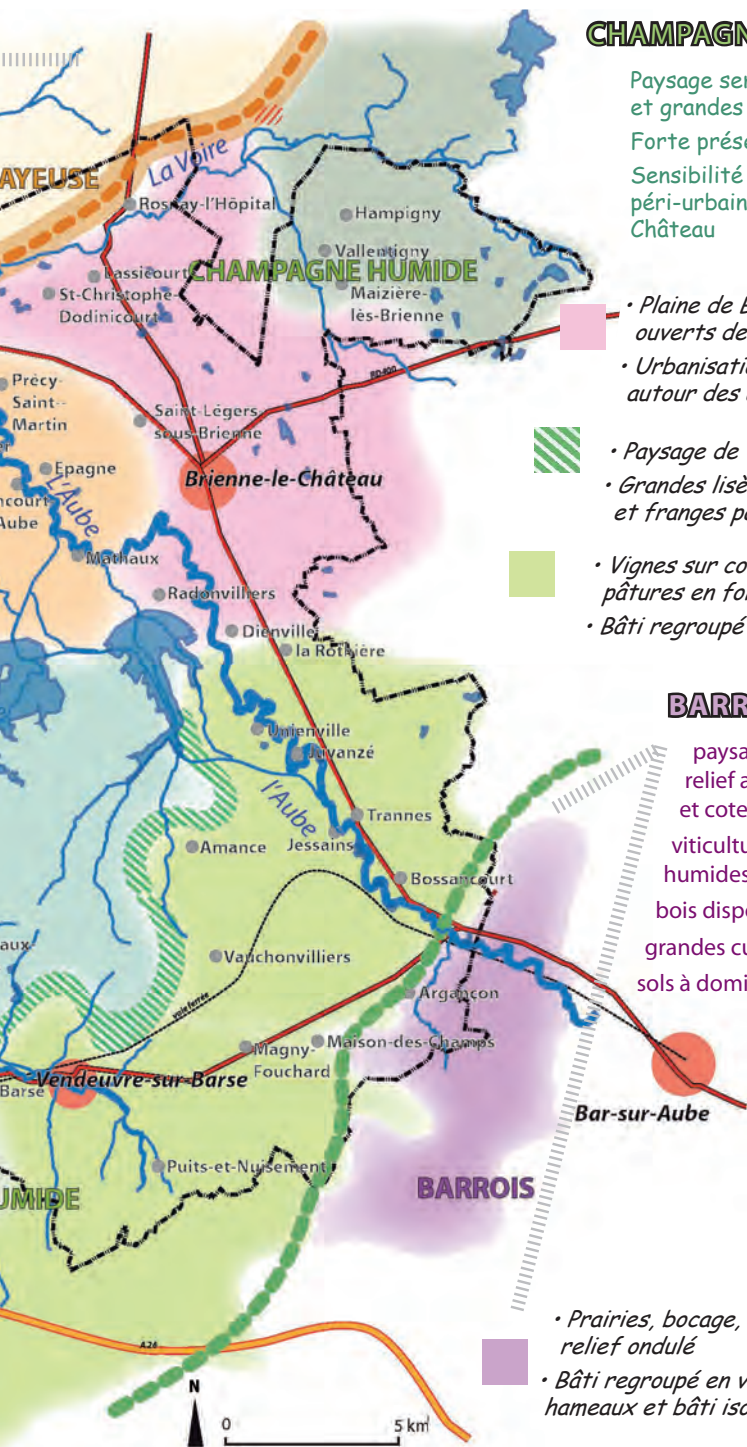 CHAMPAGN
Paysage ser
et grandes
Forte prése
Sensibilité
péri-urbain
Château
AYEUSE
La Voire
Rosnay-l'Hôpital
Hampigny
Vallentigny
Lassicourt
CHAMPAGNE HUMIDE
St-Christophe-
Dodinicourt
Maizière-
lès-Brienne
• Plaine de B
ouverts de
• Urbanisatio
autour des
RD400
Précy-
Saint-
Martin
Saint-Légers
sous-Brienne
Epagne
Brienne-le-Château
ncourt
Aube
L'Aube
• Paysage de
• Grandes lisè
et franges pa
Mathaux
Radonvilliers
• Vignes sur co
pâtures en fo
• Bâti regroupé
Dienville
la Rothière
BARR
Unienville
Juvanzé
paysa
relief a
et cote
viticultu
humides
bois dispe
grandes cu
sols à domi
l'Aube
Trannes
Amance
Jessains
Bossancourt
aux-
Vauchonvilliers
voie ferrée
Argançon
Magny-
Fouchard
Maison-des-Champs
Vendeuvre-sur-Barse
Barse
Bar-sur-Aube
Puits-et-Nuisement
UMIDE
BARROIS
• Prairies, bocage,
relief ondulé
• Bâti regroupé en v
hameaux et bâti iso
A26
N
0
5 km